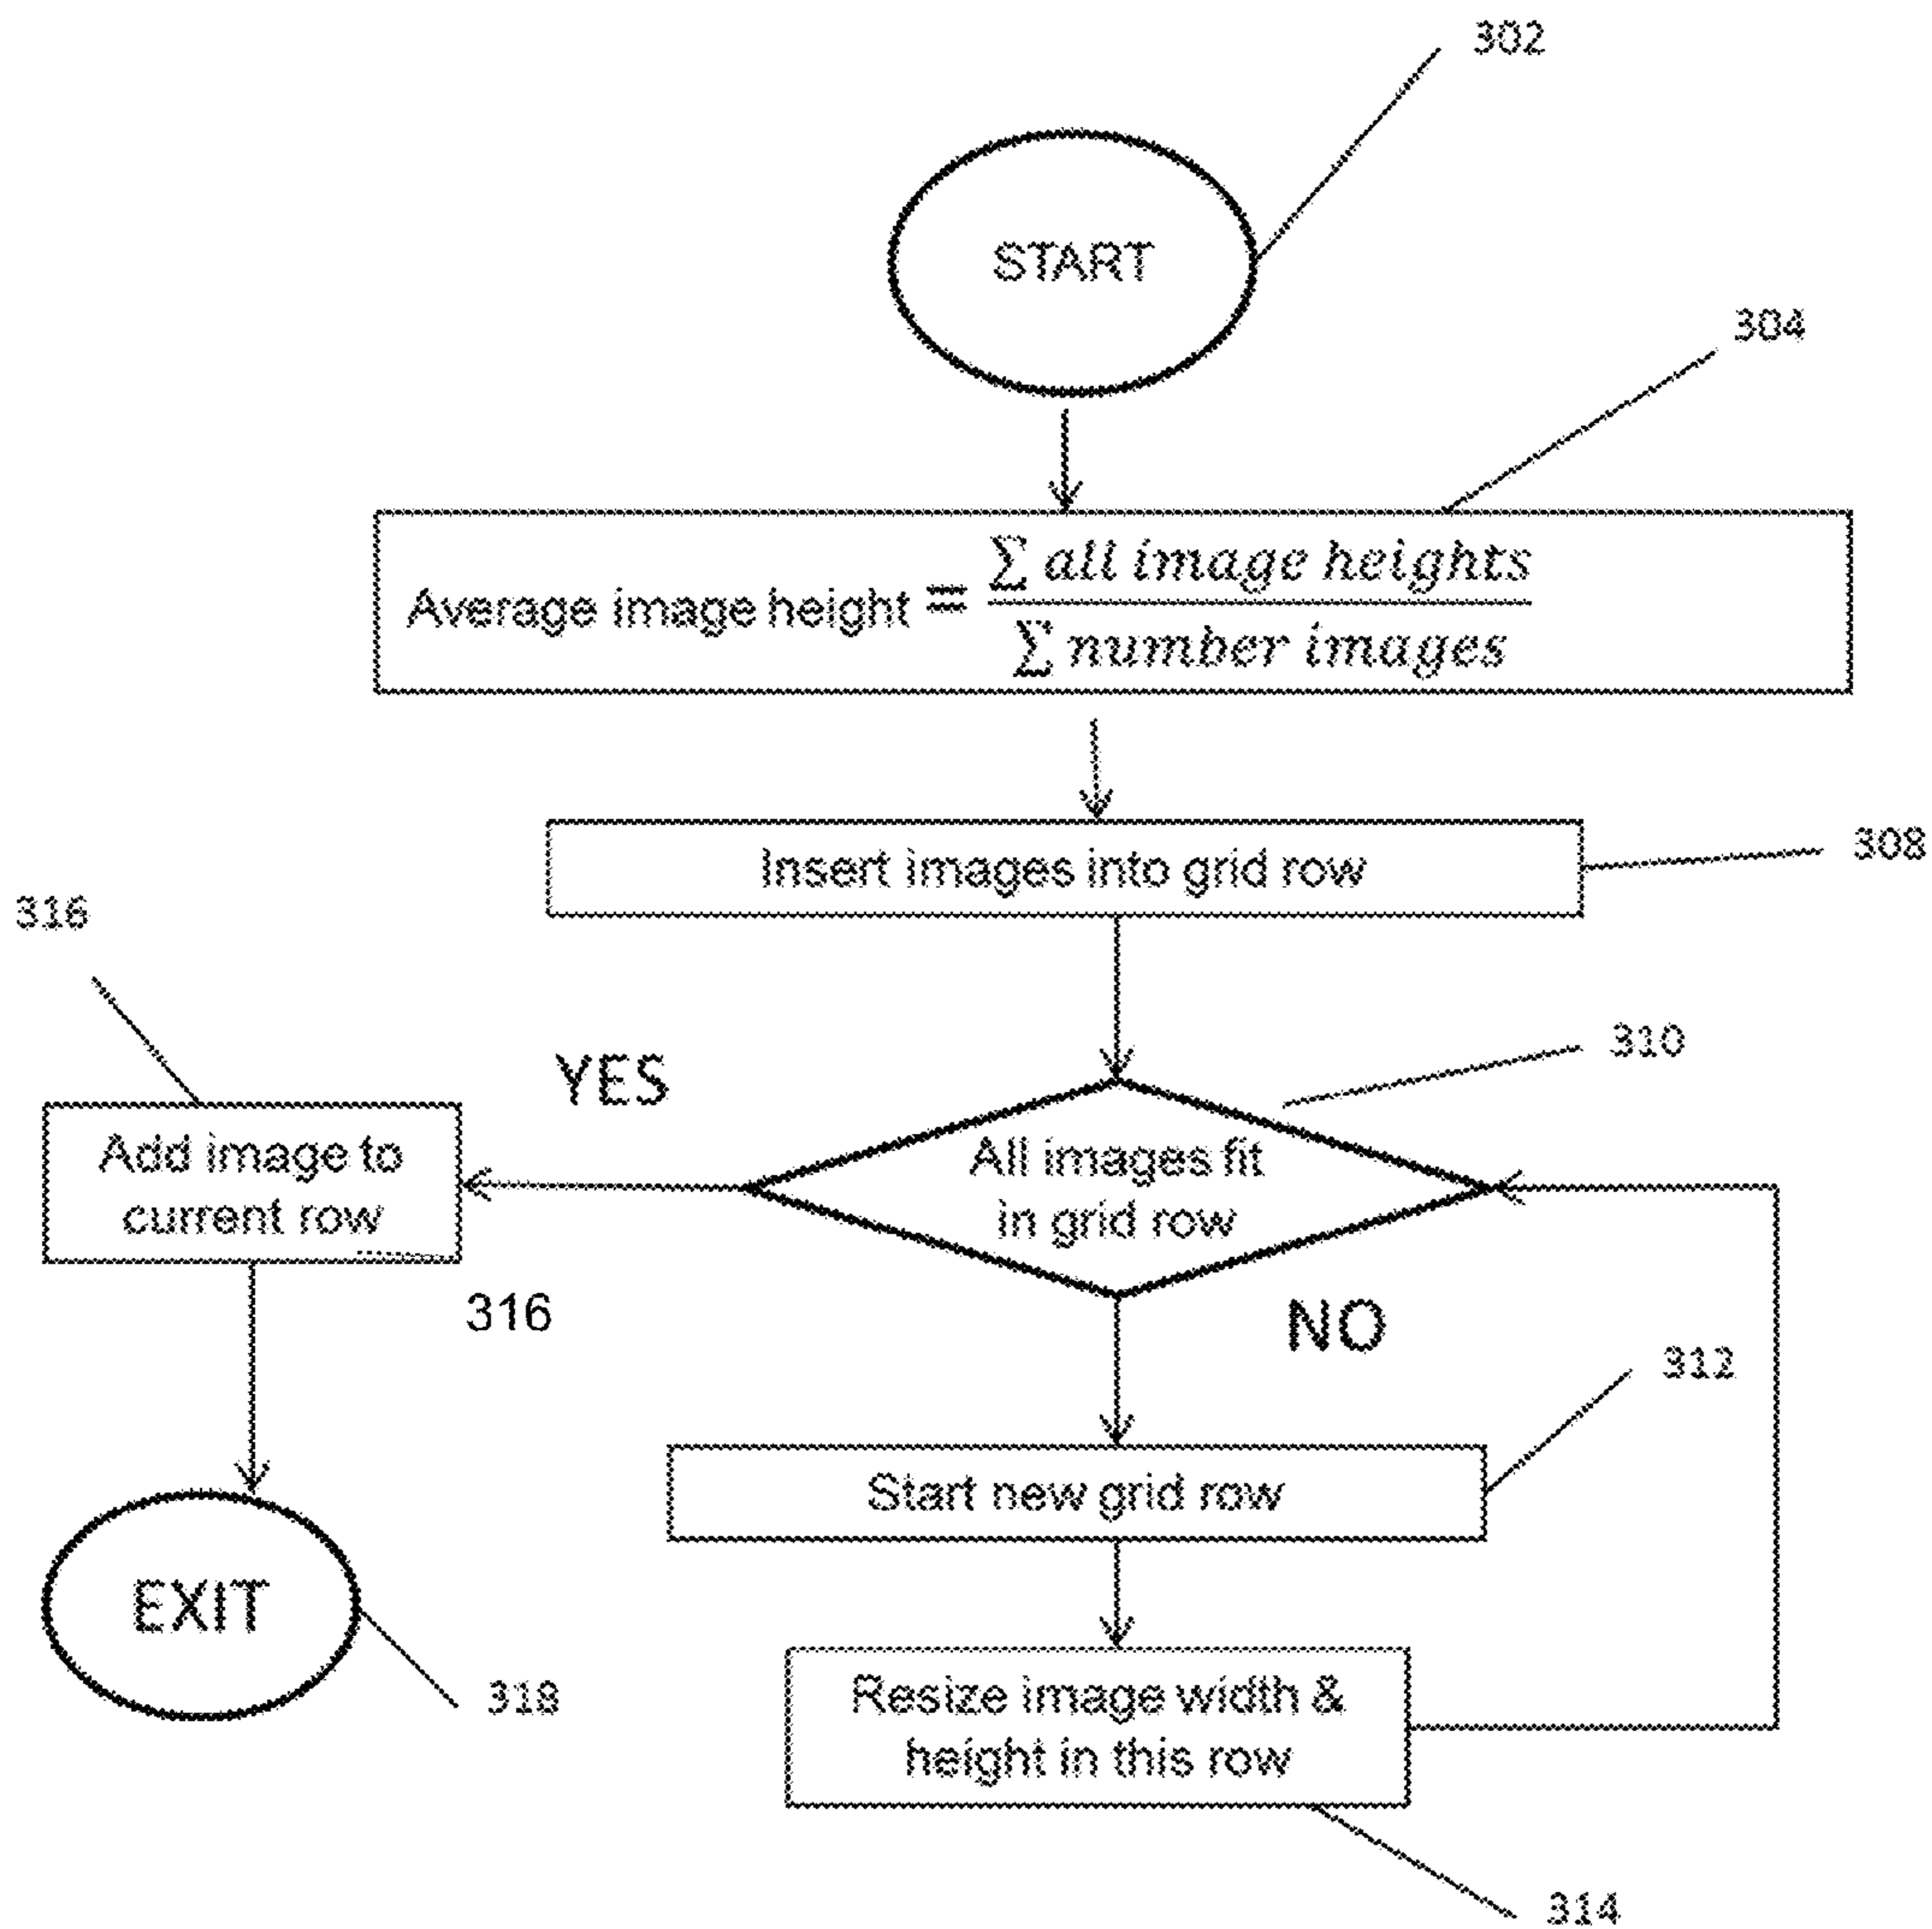 302
START
304
Average image height = ∑ all image heights / ∑ number images
Insert images into grid row
308
316
310
YES
All images fit
in grid row
Add image to
current row
316
NO
312
Start new grid row
EXIT
318
Resize image width &
height in this row
314